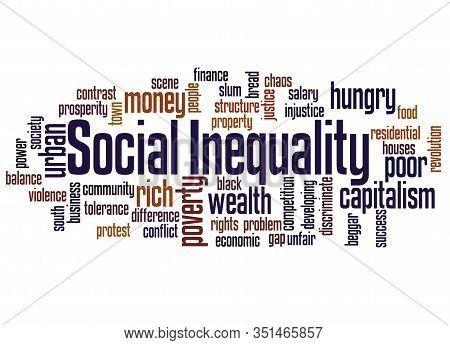 scene
finance
bread
chaos
contrast
money
people
slum
salary
hungry
prosperity
town
structure
justice
injustice
food
property
power
society
urban
Social Inequality
residential
houses
revolution
balance
community
rich
poverty
black
wealth
competition
developing
discriminate
poor
capitalism
violence
south
business
tolerance
difference
rights
problem
protest
conflict
economic
gap
unfair
beggar
success
ID 251465857